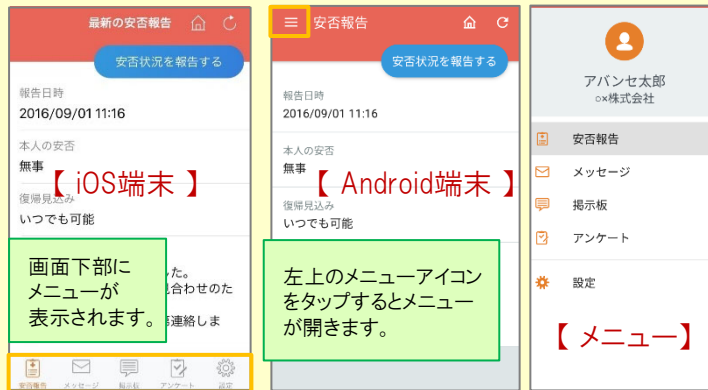 最新の安否報告
安否状況を報告する
報告日時
2016/09/01 11:16
本人の安否
無事
【 iOS端末 】
復帰見込み
いつでも可能
した。
合わせのた
連絡しま
画面下部に
メニューが
表示されます。
安否報告
メッセージ
掲示板
アンケート
設定
安否報告
安否状況を報告する
報告日時
2016/09/01 11:16
本人の安否
無事
【 Android端末 】
復帰見込み
いつでも可能
左上のメニューアイコン
をタップするとメニュー
が開きます。
アバンセ太郎
○×株式会社
安否報告
メッセージ
掲示板
アンケート
設定
【 メニュー】